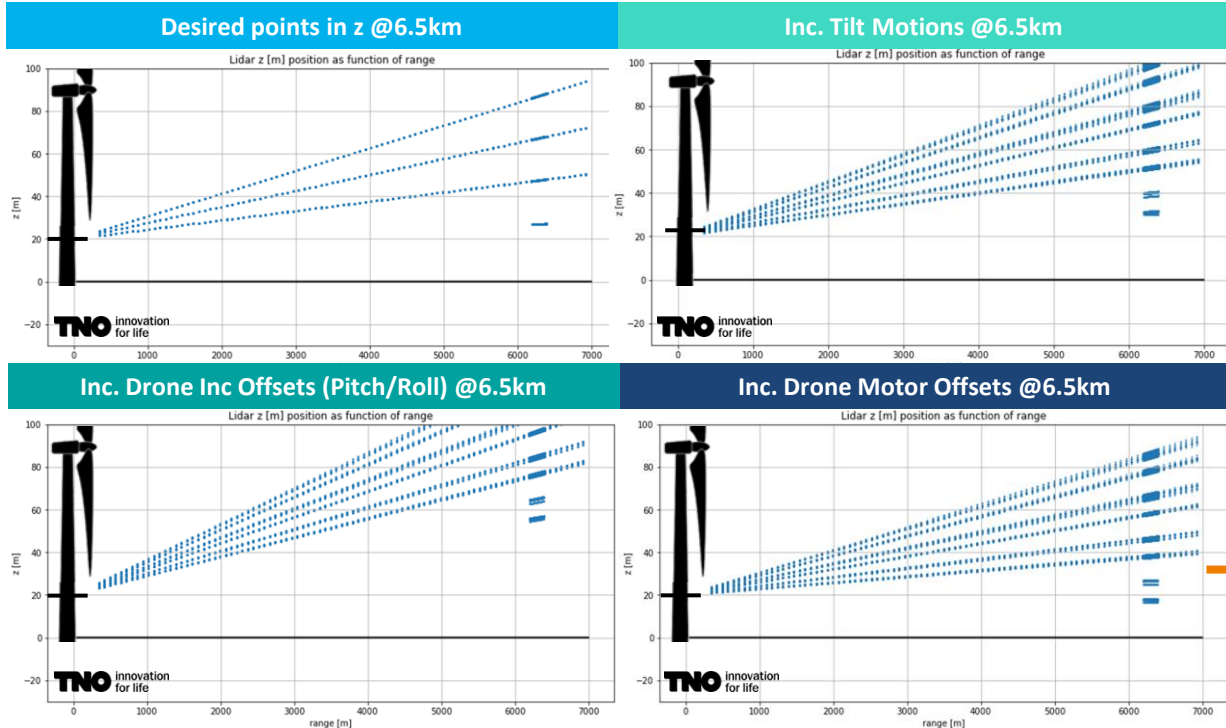 Desired points in z @6.5km
Lidar z [m] position as function of range
100
80
60
40
20
0
−20
z [m]
0 1000 2000 3000 4000 5000 6000 7000
TNO innovation
for life
Inc. Tilt Motions @6.5km
Lidar z [m] position as function of range
100
80
60
40
20
0
−20
z [m]
0 1000 2000 3000 4000 5000 6000 7000
TNO innovation
for life
Inc. Drone Inc Offsets (Pitch/Roll) @6.5km
Lidar z [m] position as function of range
100
80
60
40
20
0
−20
z [m]
0 1000 2000 3000 4000 5000 6000 7000
range [m]
TNO innovation
for life
Inc. Drone Motor Offsets @6.5km
Lidar z [m] position as function of range
100
80
60
40
20
0
−20
z [m]
0 1000 2000 3000 4000 5000 6000 7000
range [m]
TNO innovation
for life